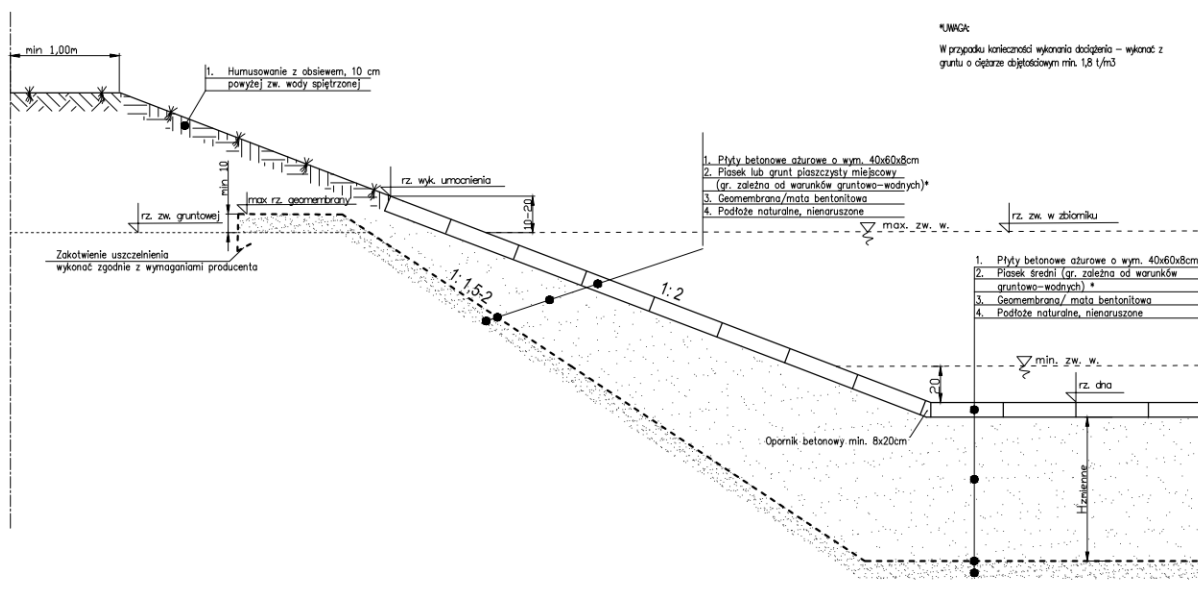 *UWAGA:
W przypadku konieczności wykonania dociążenia – wykonać z
gruntu o ciężarze objętościowym min. 1,8 t/m3
min 1,00m
1. Humusowanie z obsiewem, 10 cm
powyżej zw. wody spiętrzonej
1. Płyty betonowe ażurowe o wym. 40x60x8cm
2. Piasek lub grunt piaszczysty miejscowy
(gr. zależna od warunków gruntowo-wodnych)*
3. Geomembrana/mata bentonitowa
4. Podłoże naturalne, nienaruszone
rz. wyk. umocnienia
min 10
max rz. geomembrany
rz. zw. gruntowej
10-20
max. zw. w.
rz. zw w zbiorniku
Zakotwienie uszczelnienia
wykonać zgodnie z wymaganiami producenta
1. Płyty betonowe ażurowe o wym. 40x60x8cm
2. Piasek średni (gr. zależna od warunków
gruntowo-wodnych) *
3. Geomembrana/ mata bentonitowa
4. Podłoże naturalne, nienaruszone
1: 1,5-2
1: 2
min. zw. w.
20
rz. dna
Opornik betonowy min. 8x20cm
Hzmienne